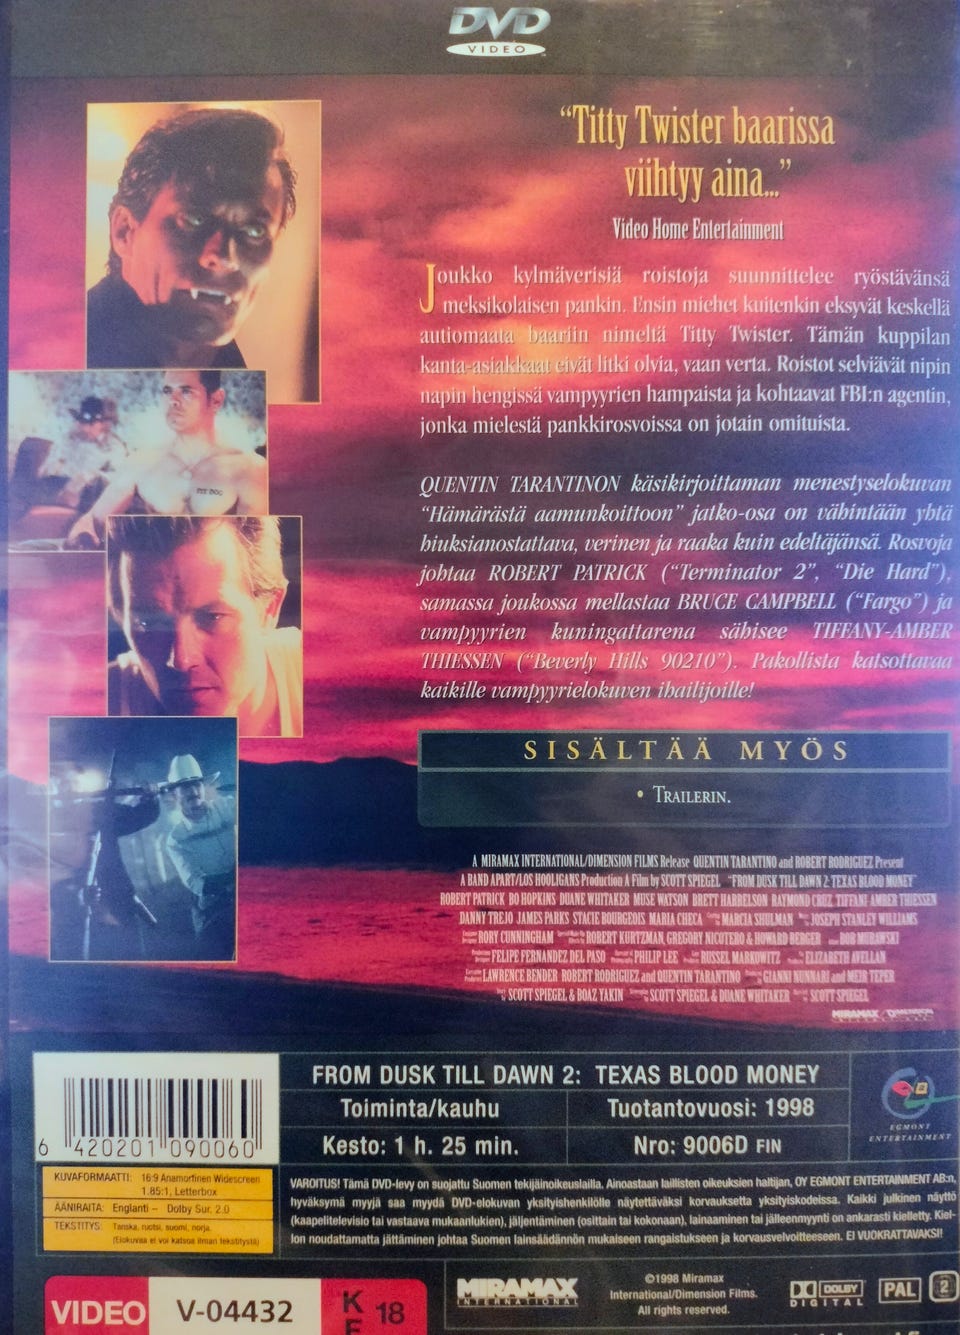 DVD
VIDEO
"Titty Twister baarissa
viihtyy aina..."
Video Home Entertainment
Joukko kylmäverisiä roistoja suunnittelee ryöstävänsä
meksikolaisen pankin. Ensin miehet kuitenkin eksyvät keskellä
autiomaata baariin nimeltä Titty Twister. Tämän kuppilan
kanta-asiakkaat eivät litki olvia, vaan verta. Roistot selviävät nipin
napin hengissä vampyyrien hampaista ja kohtaavat FBI:n agentin,
jonka mielestä pankkirosvoissa on jotain omituista.
PIT BOG
QUENTIN TARANTINON käsikirjoittaman menestyselokuvan
"Hämärästä aamunkoittoon" jatko-osa on vähintään yhtä
hiuksianostattava, verinen ja raaka kuin edeltäjänsä. Rosvoja
johtaa ROBERT PATRICK ("Terminator 2", "Die Hard"),
samassa joukossa mellastaa BRUCE CAMPBELL ("Fargo") ja
vampyyrien kuningattarena sähisee TIFFANY-AMBER
THIESSEN ("Beverly Hills 90210"). Pakollista katsottavaa
kaikille vampyyrielokuven ihailijoille!
SISÄLTÄÄ MYÖS
• TRAILERIN.
A MIRAMAX INTERNATIONAL/DIMENSION FILMS Release QUENTIN TARANTINO and ROBERT RODRIGUEZ Present
A BAND APART/LOS HOOLIGANS Production A Film by SCOTT SPIEGEL "FROM DUSK TILL DAWN 2: TEXAS BLOOD MONEY"
ROBERT PATRICK BO HOPKINS DUANE WHITAKER MUSE WATSON BRETT HARRELSON RAYMOND CRUZ TIFFANI AMBER THIESSEN
DANNY TREJO JAMES PARKS STACIE BOURGEOIS MARIA CHECA MARCIA SHULMAN JOSEPH STANLEY WILLIAMS
RORY CUNNINGHAM ROBERT KURTZMAN, GREGORY NICOTERO & HOWARD BERGER BOB MURAWSKI
FELIPE FERNANDEZ DEL PASO PHILIP LEE RUSSEL MARKOWITZ ELIZABETH AVELLAN
LAWRENCE BENDER ROBERT RODRIGUEZ and QUENTIN TARANTINO GIANNI NUNNARI and MEIR TEPER
SCOTT SPIEGEL & BOAZ YAKIN SCOTT SPIEGEL & DUANE WHITAKER SCOTT SPIEGEL
MIRAMAX DIMENSION
FROM DUSK TILL DAWN 2: TEXAS BLOOD MONEY
Toiminta/kauhu Tuotantovuosi: 1998
Kesto: 1 h. 25 min. Nro: 9006D FIN
EGMONT
ENTERTAINMENT
6 420201 090060
KUVAFORMAATTI: 16:9 Anamorfinen Widescreen
1.85:1, Letterbox
ÄÄNIRAITA: Englanti – Dolby Sur. 2.0
TEKSTITYS: Tanska, ruotsi, suomi, norja.
(Elokuvaa ei voi katsoa ilman tekstitystä)
VAROITUS! Tämä DVD-levy on suojattu Suomen tekijäinoikeuslailla. Ainoastaan laillisten oikeuksien haltijan, OY EGMONT ENTERTAINMENT AB:n,
hyväksymä myyjä saa myydä DVD-elokuvan yksityishenkilölle näytettäväksi korvauksetta yksityiskodeissa. Kaikki julkinen näyttö
(kaapelitelevisio tai vastaava mukaanlukien), jäljentäminen (osittain tai kokonaan), lainaaminen tai jälleenmyynti on ankarasti kielletty. Kiel-
lon noudattamatta jättäminen johtaa Suomen lainsäädännön mukaiseen rangaistukseen ja korvausvelvoitteeseen. EI VUOKRATTAVAKSI!
VIDEO V-04432 K 18
E
MIRAMAX
INTERNATIONAL
©1998 Miramax
International/Dimension Films.
All rights reserved.
DOLBY
DIGITAL
PAL
2